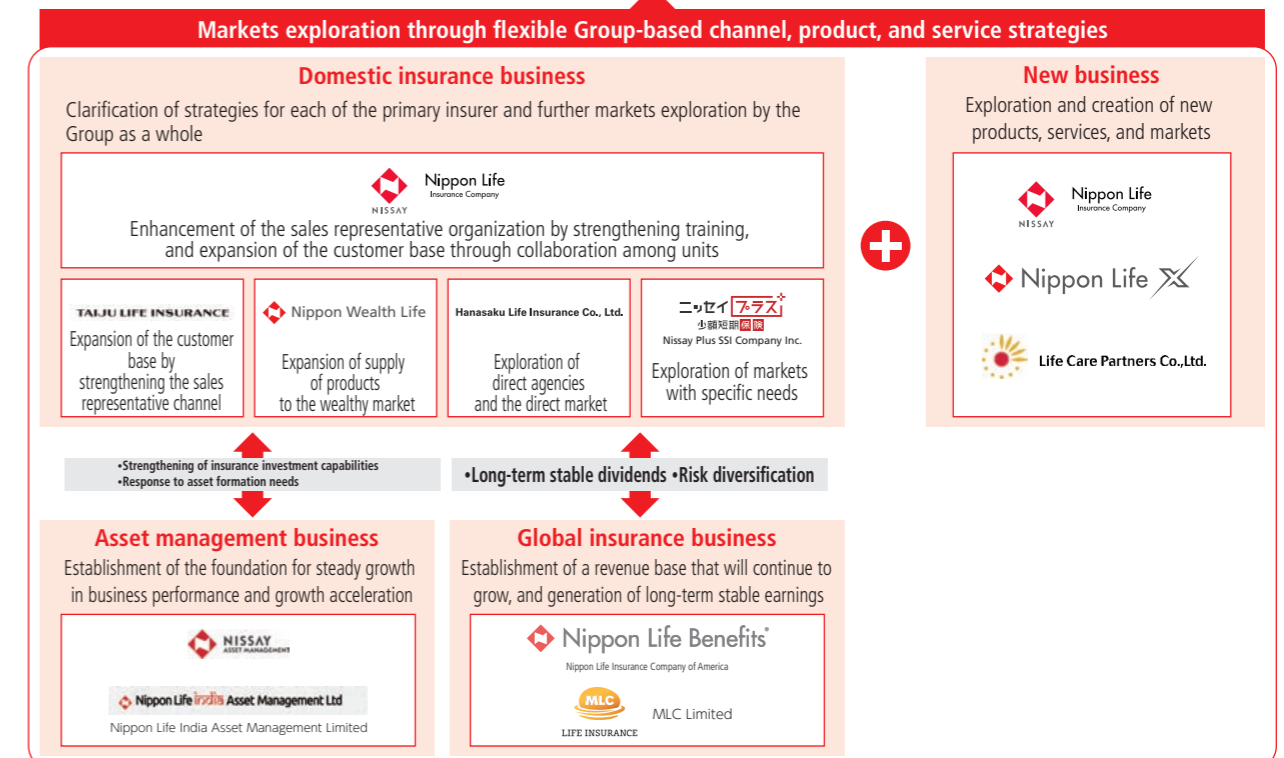 Markets exploration through flexible Group-based channel, product, and service strategies
Domestic insurance business
Clarification of strategies for each of the primary insurer and further markets exploration by the
Group as a whole
NISSAY
Nippon Life
Insurance Company
Enhancement of the sales representative organization by strengthening training,
and expansion of the customer base through collaboration among units
TAIJU LIFE INSURANCE
Expansion of the customer
base by
strengthening the sales
representative channel
Nippon Wealth Life
Expansion of supply
of products
to the wealthy market
Hanasaku Life Insurance Co., Ltd.
Exploration of
direct agencies
and the direct market
ニッセイプラス
少額短期保険
Nissay Plus SSI Company Inc.
Exploration of markets
with specific needs
New business
Exploration and creation of new
products, services, and markets
NISSAY
Nippon Life
Insurance Company
Nippon Life X
Life Care Partners Co.,Ltd.
•Strengthening of insurance investment capabilities
•Response to asset formation needs
•Long-term stable dividends •Risk diversification
Asset management business
Establishment of the foundation for steady growth
in business performance and growth acceleration
NISSAY
ASSET MANAGEMENT
Nippon Life india Asset Management Ltd
Nippon Life India Asset Management Limited
Global insurance business
Establishment of a revenue base that will continue to
grow, and generation of long-term stable earnings
Nippon Life Benefits®
Nippon Life Insurance Company of America
MLC
LIFE INSURANCE
MLC Limited